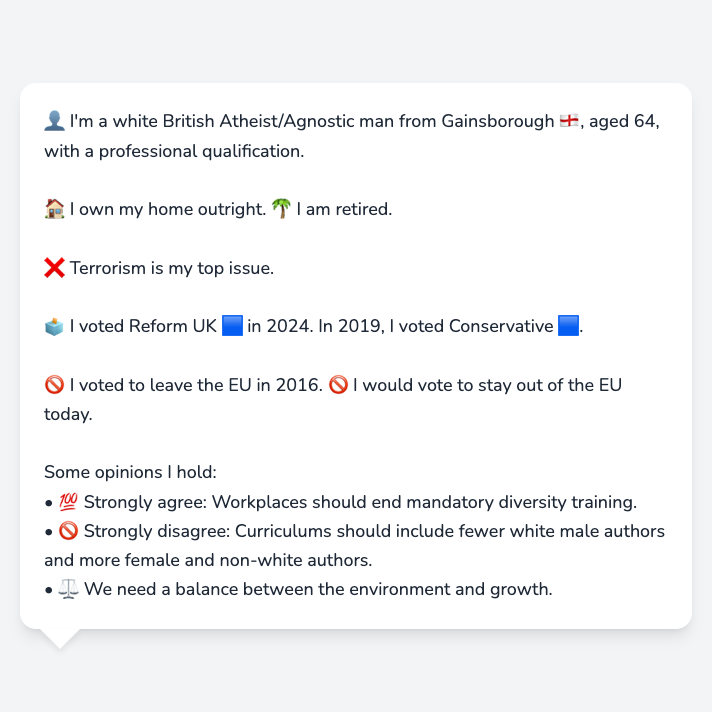 👤 I'm a white British Atheist/Agnostic man from Gainsborough 🏴󠁧󠁢󠁥󠁮󠁧󠁿, aged 64,
with a professional qualification.
🏠 I own my home outright. 🌴 I am retired.
❌ Terrorism is my top issue.
🗳️ I voted Reform UK 🟦 in 2024. In 2019, I voted Conservative 🟦.
🚫 I voted to leave the EU in 2016. 🚫 I would vote to stay out of the EU
today.
Some opinions I hold:
• 💯 Strongly agree: Workplaces should end mandatory diversity training.
• 🚫 Strongly disagree: Curriculums should include fewer white male authors
and more female and non-white authors.
• ⚖️ We need a balance between the environment and growth.